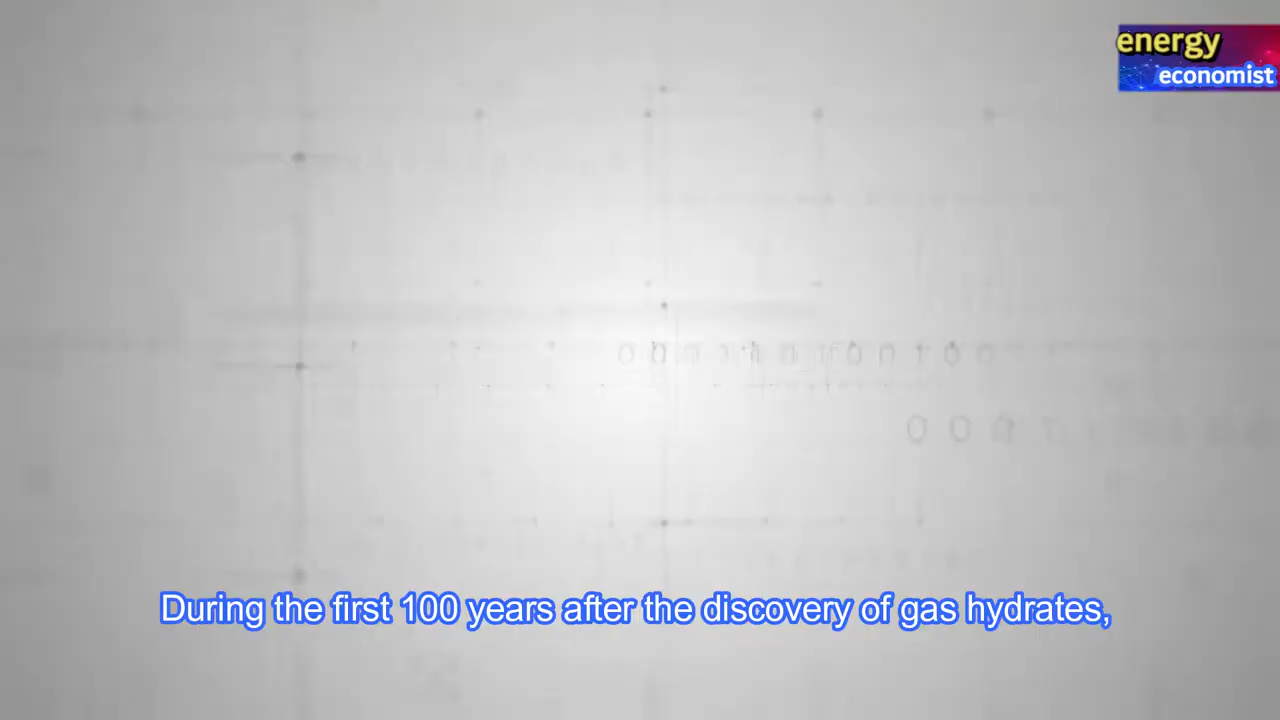 energy
economist
During the first 100 years after the discovery of gas hydrates,